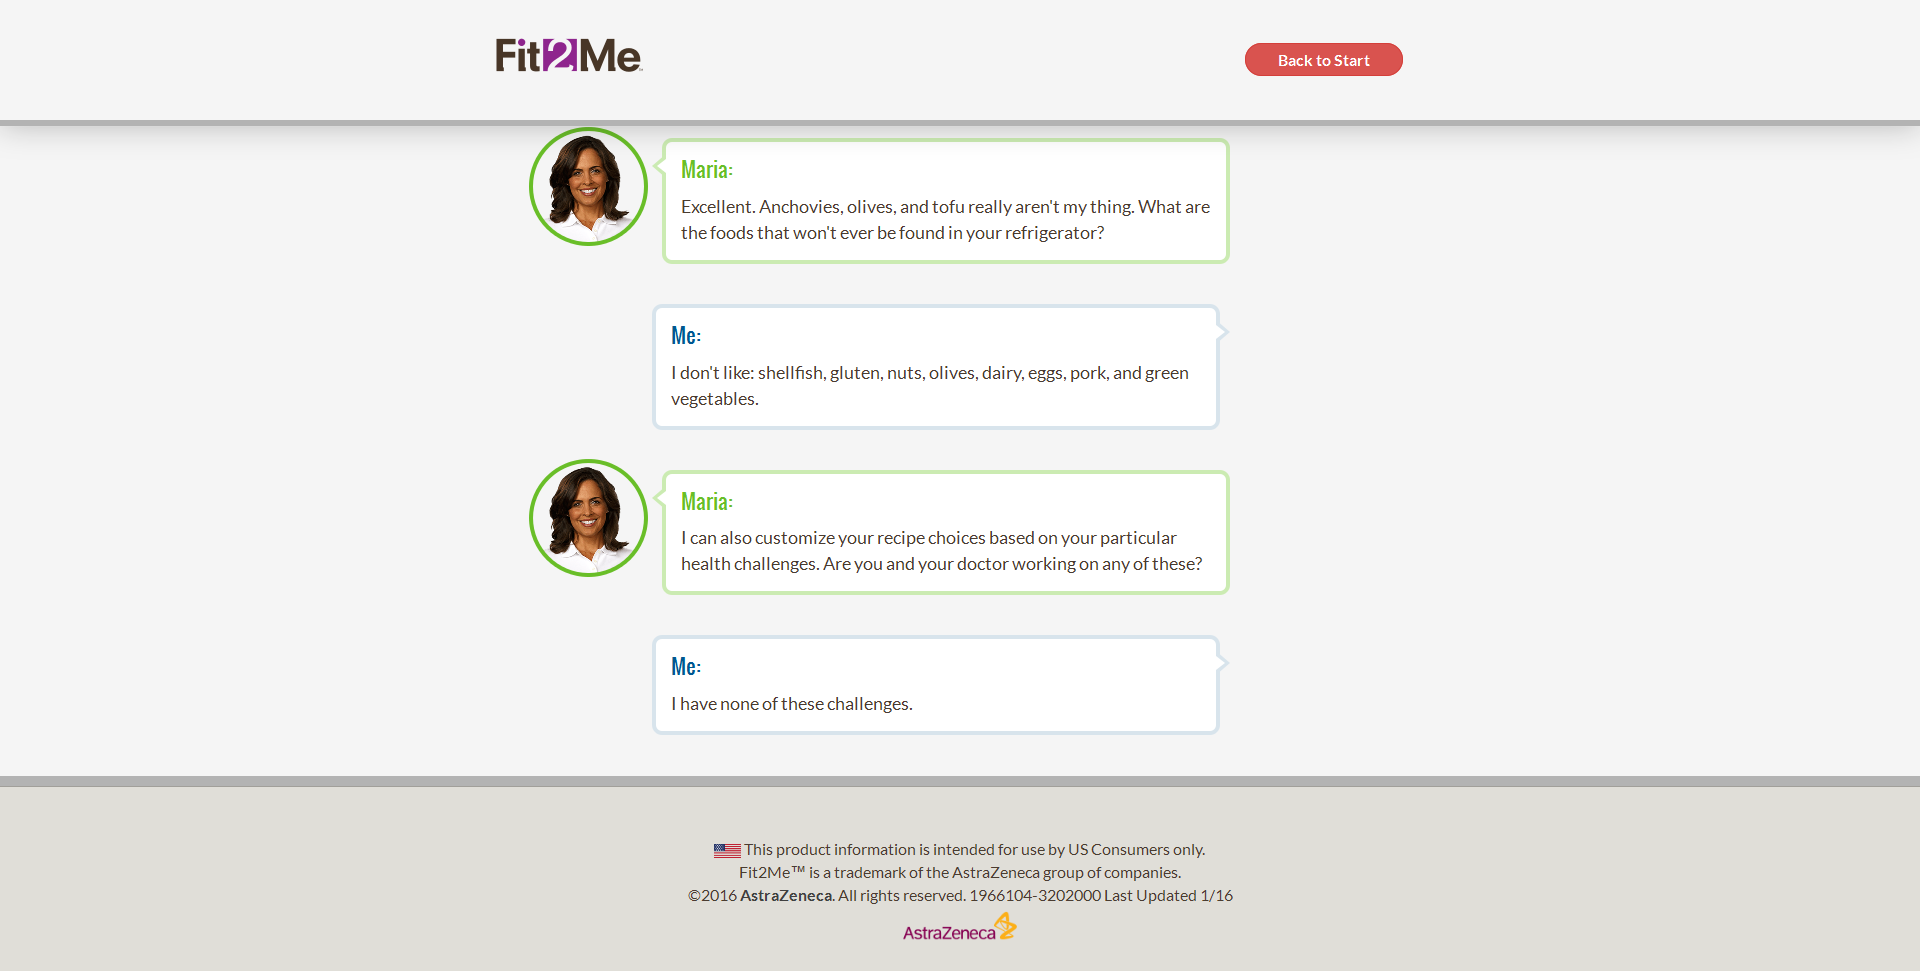 Fit2Me
Back to Start
Maria:
Excellent. Anchovies, olives, and tofu really aren't my thing. What are
the foods that won't ever be found in your refrigerator?
Me:
I don't like: shellfish, gluten, nuts, olives, dairy, eggs, pork, and green
vegetables.
Maria:
I can also customize your recipe choices based on your particular
health challenges. Are you and your doctor working on any of these?
Me:
I have none of these challenges.
This product information is intended for use by US Consumers only.
Fit2Me™ is a trademark of the AstraZeneca group of companies.
©2016 AstraZeneca. All rights reserved. 1966104-3202000 Last Updated 1/16
AstraZeneca